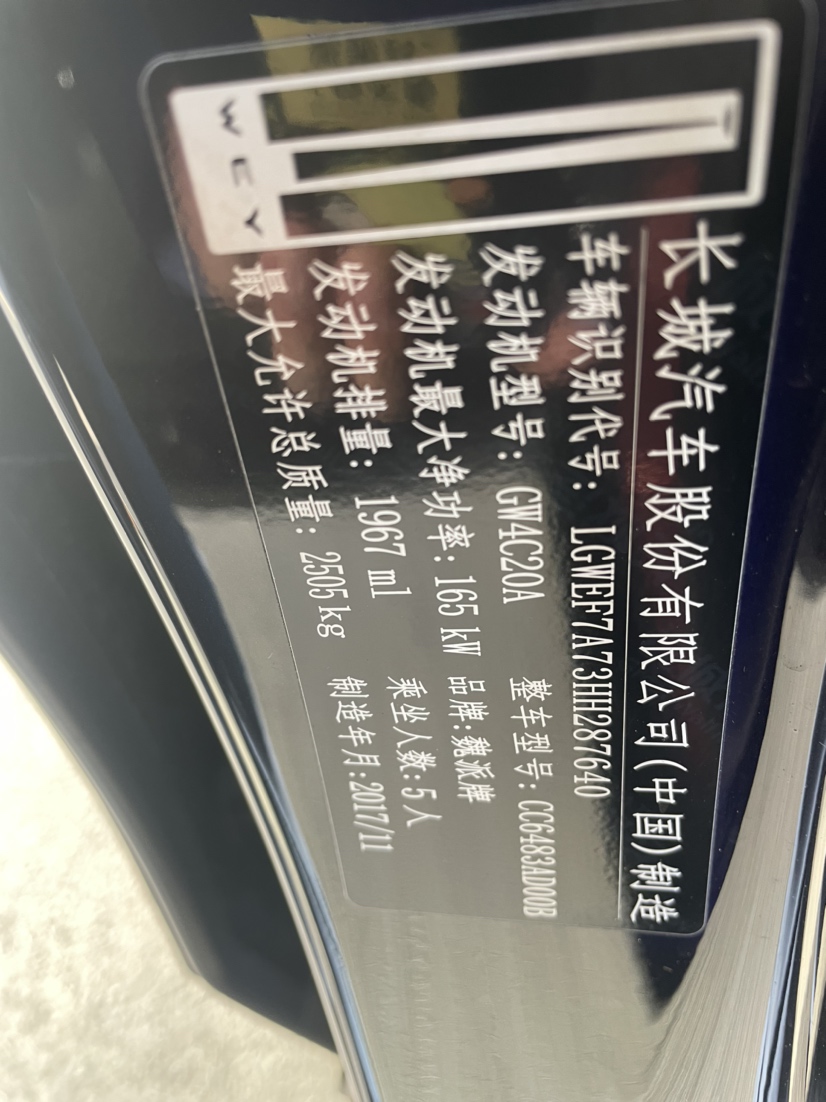 WEY
长城汽车股份有限公司(中国)制造
车辆识别代号: LGWEF7A73HH287640
发动机型号: GW4C20A 整车型号: CC6483AD00B
发动机最大净功率: 165 kW 品牌:魏派牌
发动机排量: 1967 ml 乘坐人数:5人
最大允许总质量: 2505 kg 制造年月:2017/11